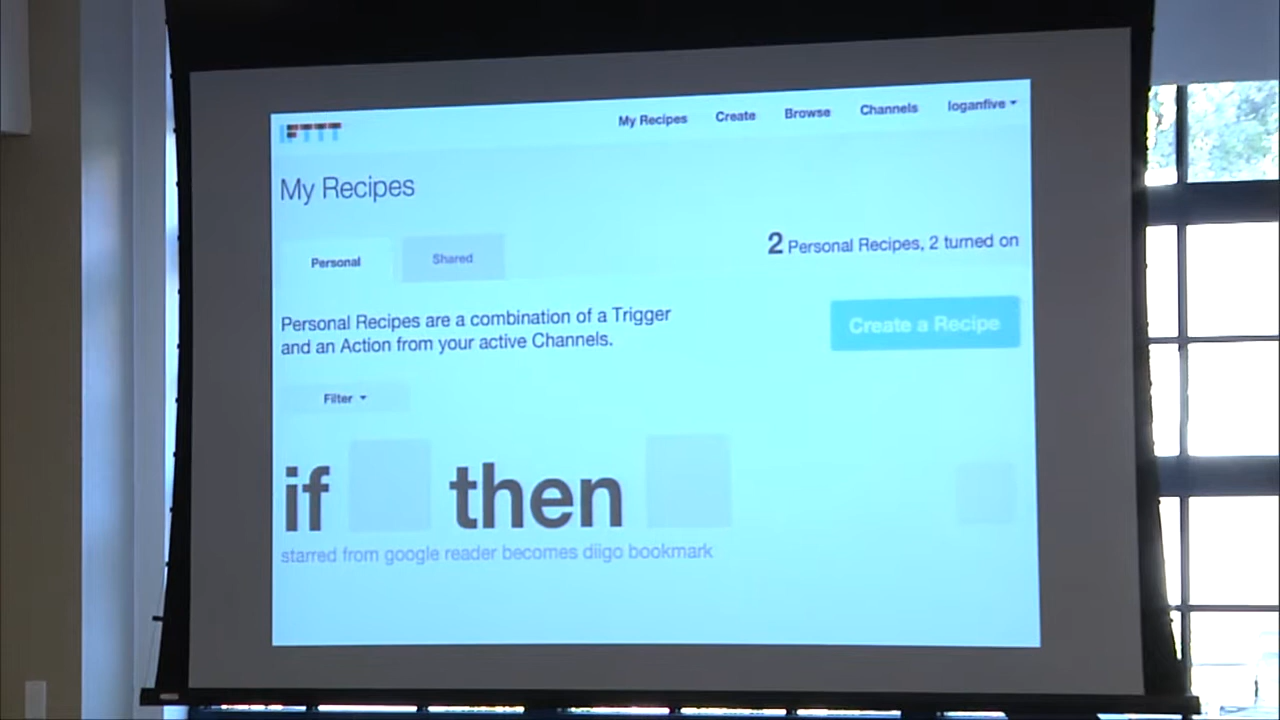 IFTTT
My Recipes Create Browse Channels loganfive
My Recipes
Personal Shared
2 Personal Recipes, 2 turned on
Personal Recipes are a combination of a Trigger
and an Action from your active Channels.
Create a Recipe
Filter
if then
starred from google reader becomes diigo bookmark